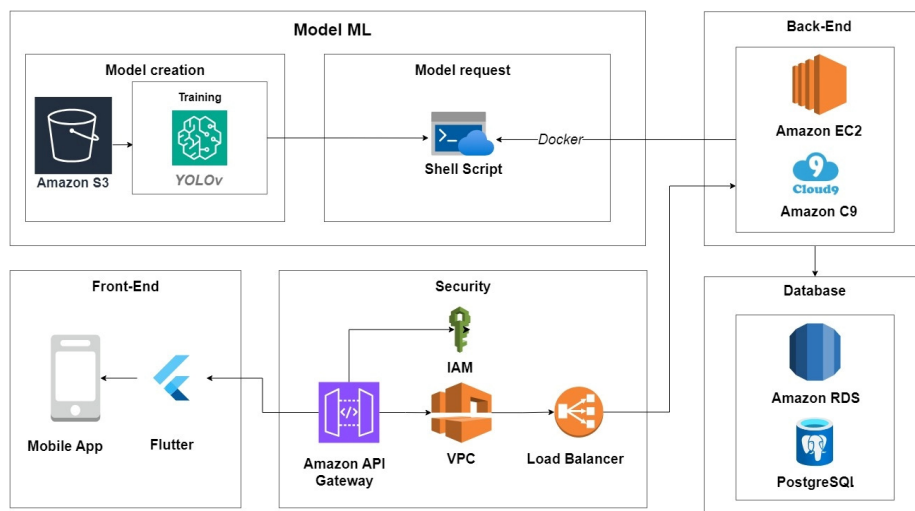 Model ML
Model creation
Training
Amazon S3
YOLOv
Model request
>_
Shell Script
Docker
Back-End
Amazon EC2
9
Cloud9
Amazon C9
Front-End
Mobile App
Flutter
Security
IAM
</>
Amazon API
Gateway
VPC
Load Balancer
Database
Amazon RDS
PostgreSQL